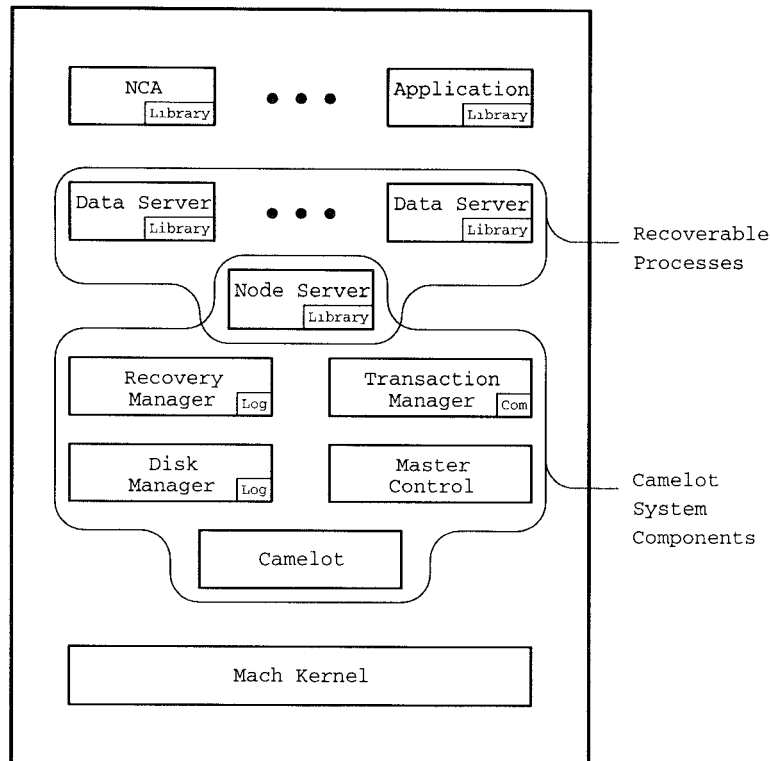 NCA
Library
• • •
Application
Library
Data Server
Library
• • •
Data Server
Library
Node Server
Library
Recoverable
Processes
Recovery
Manager
Log
Transaction
Manager
Com
Disk
Manager
Log
Master
Control
Camelot
System
Components
Camelot
Mach Kernel